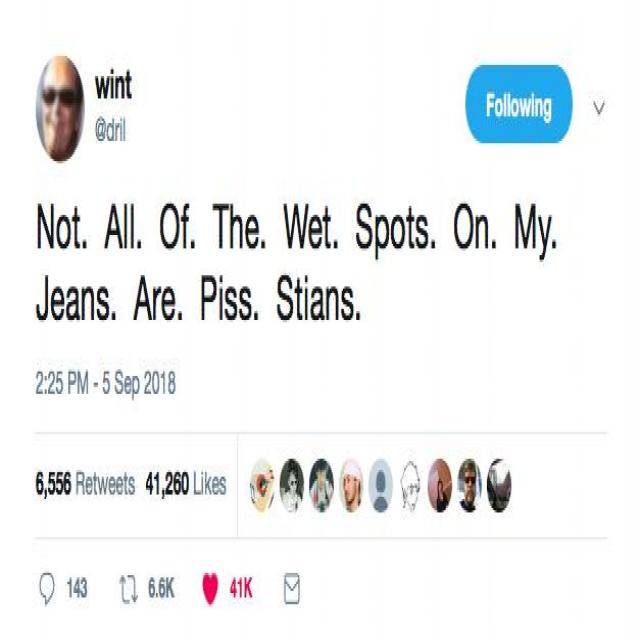 wint
@dril
Following
Not. All. Of. The. Wet. Spots. On. My.
Jeans. Are. Piss. Stians.
2:25 PM - 5 Sep 2018
6,556 Retweets 41,260 Likes
143 6.6K 41K